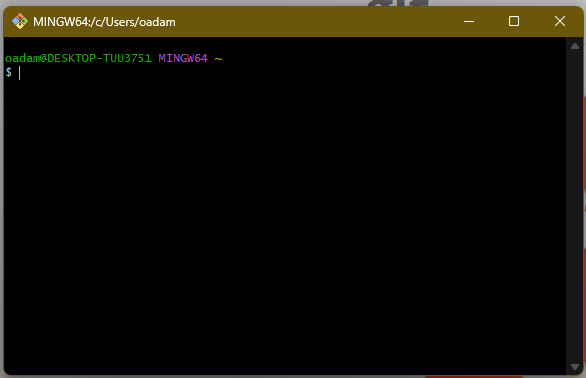 MINGW64:/c/Users/oadam
oadam@DESKTOP-TUU3751 MINGW64 ~
$